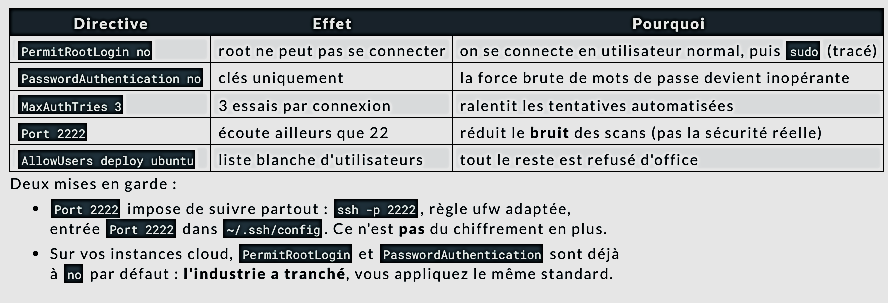 Directive Effet Pourquoi
PermitRootLogin no root ne peut pas se connecter on se connecte en utilisateur normal, puis sudo (tracé)
PasswordAuthentication no clés uniquement la force brute de mots de passe devient inopérante
MaxAuthTries 3 3 essais par connexion ralentit les tentatives automatisées
Port 2222 écoute ailleurs que 22 réduit le bruit des scans (pas la sécurité réelle)
AllowUsers deploy ubuntu liste blanche d'utilisateurs tout le reste est refusé d'office
Deux mises en garde :
• Port 2222 impose de suivre partout : ssh -p 2222, règle ufw adaptée,
entrée Port 2222 dans ~/.ssh/config. Ce n'est pas du chiffrement en plus.
• Sur vos instances cloud, PermitRootLogin et PasswordAuthentication sont déjà
à no par défaut : l'industrie a tranché, vous appliquez le même standard.